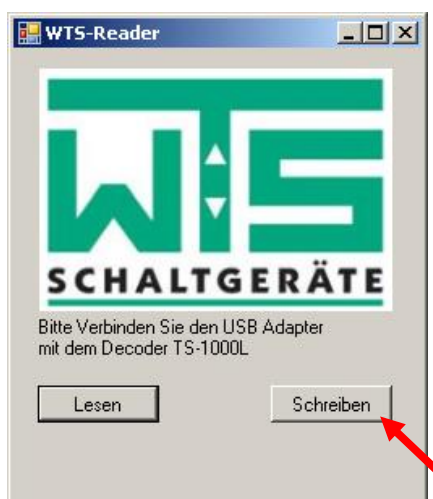 WTS-Reader
WTS
SCHALTGERÄTE
Bitte Verbinden Sie den USB Adapter
mit dem Decoder TS-1000L
Lesen
Schreiben